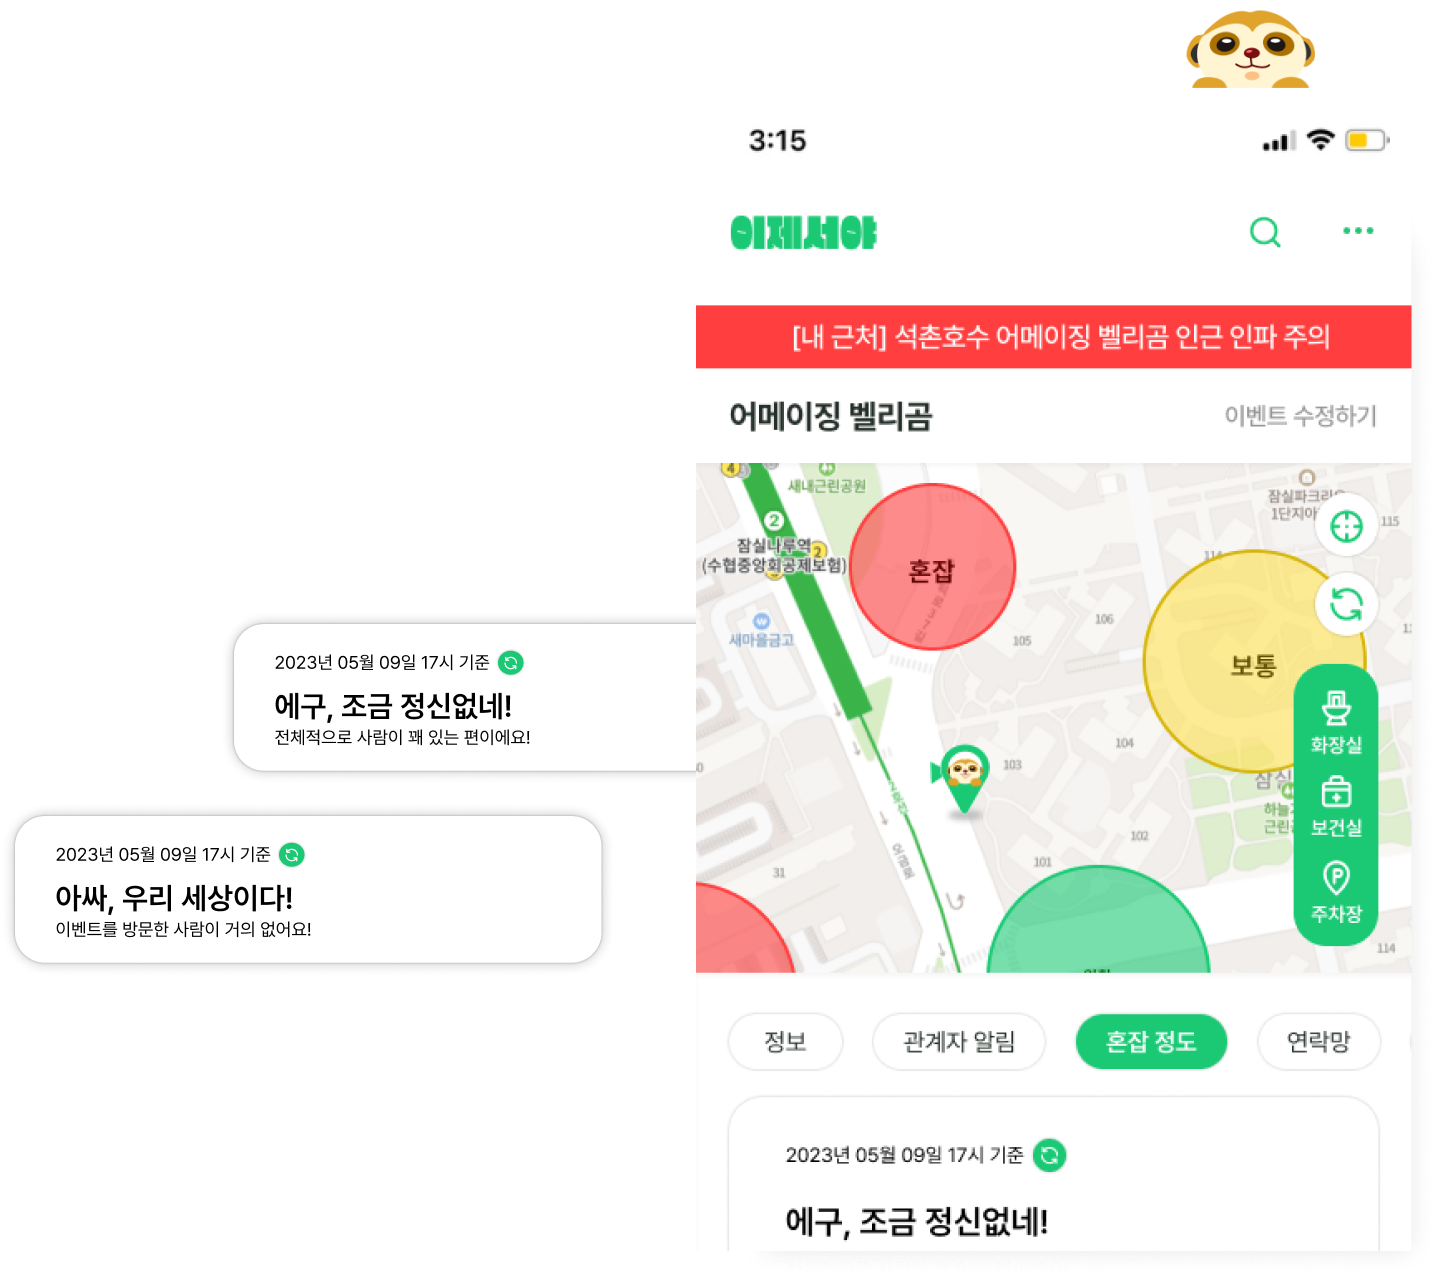 3:15
이제서야
[내 근처] 석촌호수 어메이징 벨리곰 인근 인파 주의
어메이징 벨리곰
이벤트 수정하기
4
새내근린공원
잠실파크리오
1단지아
115
2
잠실나루역
2
(수협중앙회공제보험)
혼잡
114
새마을금고
106
105
보통
2023년 05월 09일 17시 기준
에구, 조금 정신없네!
전체적으로 사람이 꽤 있는 편이에요!
104
103
화장실
잠실
하늘
근린공
보건실
102
101
31
주차장
114
2023년 05월 09일 17시 기준
아싸, 우리 세상이다!
이벤트를 방문한 사람이 거의 없어요!
정보
관계자 알림
혼잡 정도
연락망
2023년 05월 09일 17시 기준
에구, 조금 정신없네!